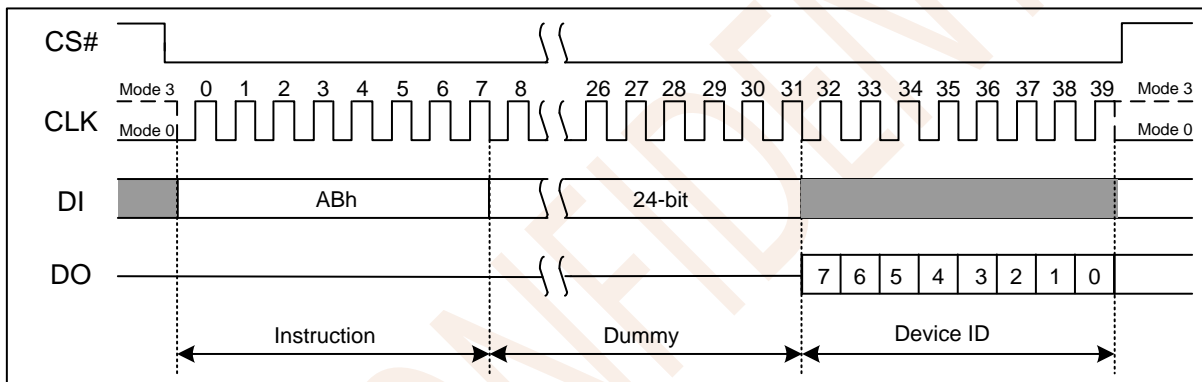 CS#
Mode 3 0 1 2 3 4 5 6 7 8 26 27 28 29 30 31 32 33 34 35 36 37 38 39 Mode 3
CLK
Mode 0 Mode 0
DI ABh 24-bit
DO 7 6 5 4 3 2 1 0
Instruction Dummy Device ID
CONFIDENT